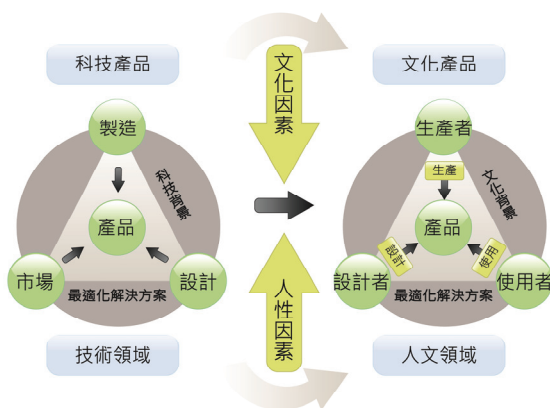 科技產品
製造
科技背景
產品
市場
設計
最適化解決方案
技術領域
文化因素
人性因素
文化產品
生產者
生產
文化背景
產品
設計
使用
設計者
使用者
最適化解決方案
人文領域